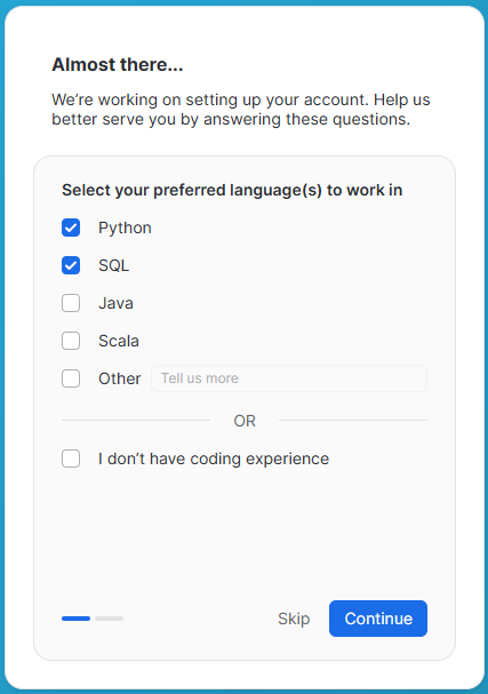 Almost there...
We’re working on setting up your account. Help us
better serve you by answering these questions.
Select your preferred language(s) to work in
Python
SQL
Java
Scala
Other Tell us more
OR
I don’t have coding experience
Skip Continue